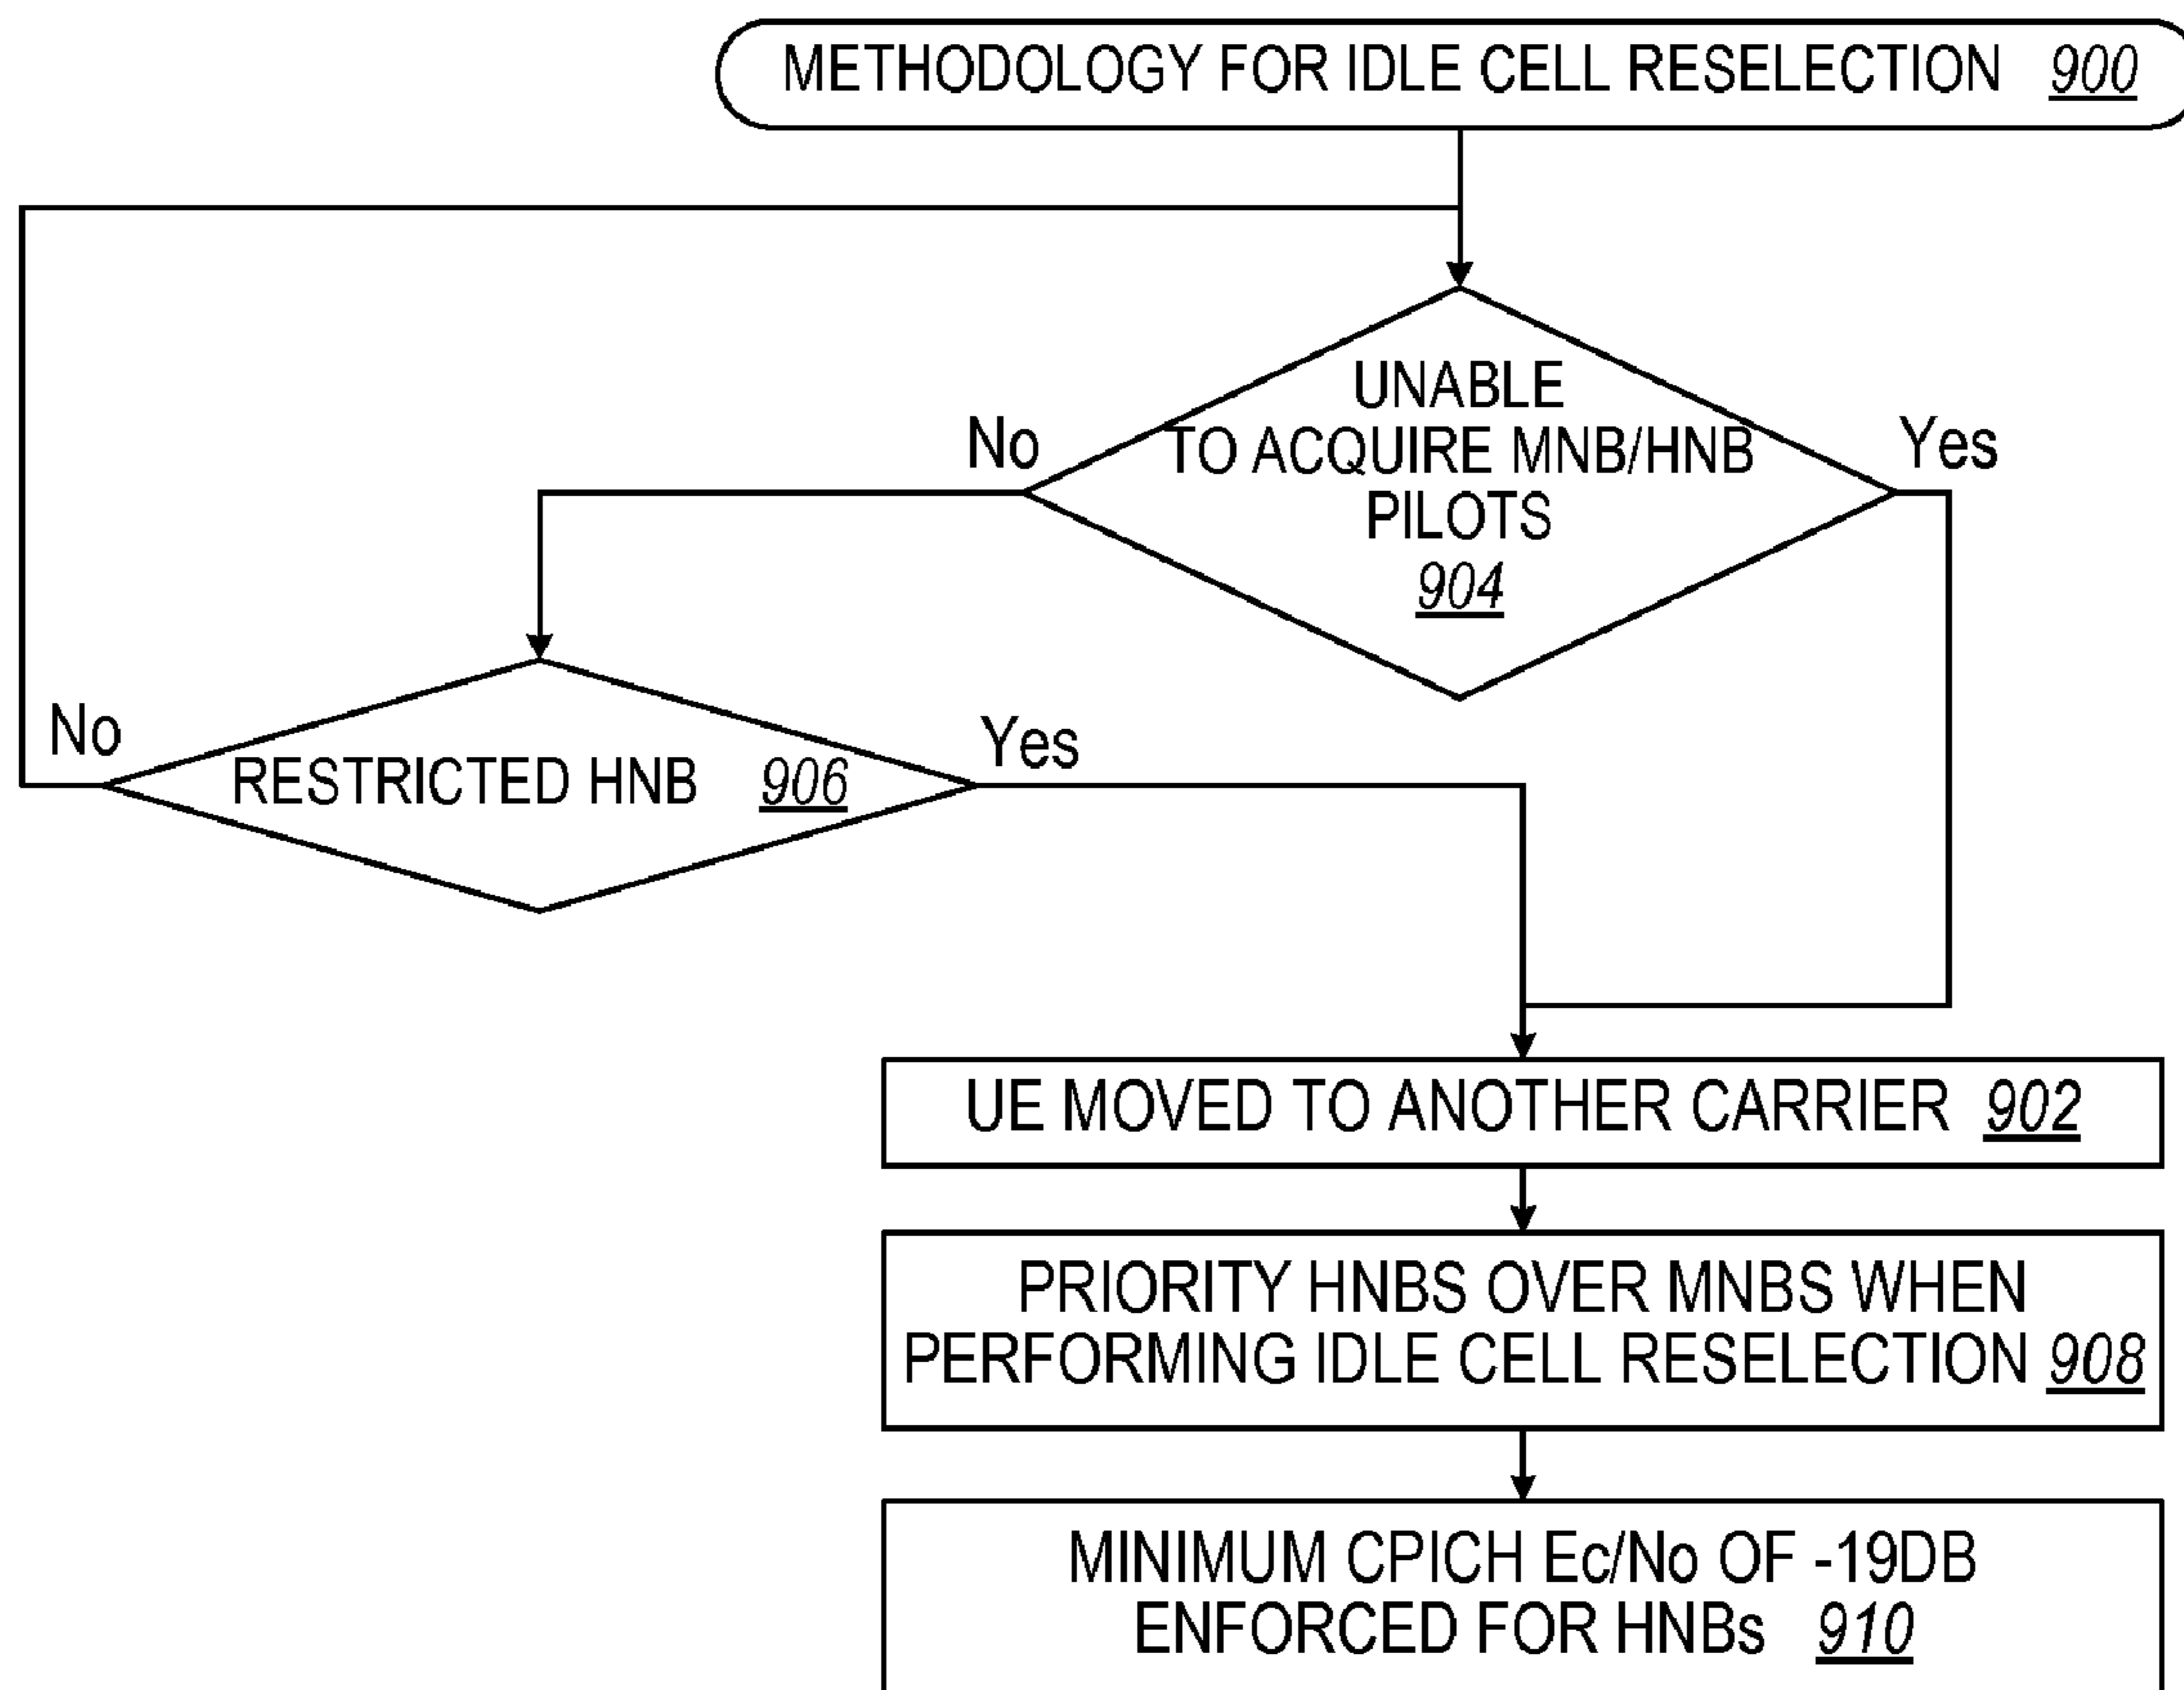 METHODOLOGY FOR IDLE CELL RESELECTION 900
UNABLE
TO ACQUIRE MNB/HNB
PILOTS
904
No
Yes
No
RESTRICTED HNB 906
Yes
UE MOVED TO ANOTHER CARRIER 902
PRIORITY HNBS OVER MNBS WHEN
PERFORMING IDLE CELL RESELECTION 908
MINIMUM CPICH Ec/No OF -19DB
ENFORCED FOR HNBs 910